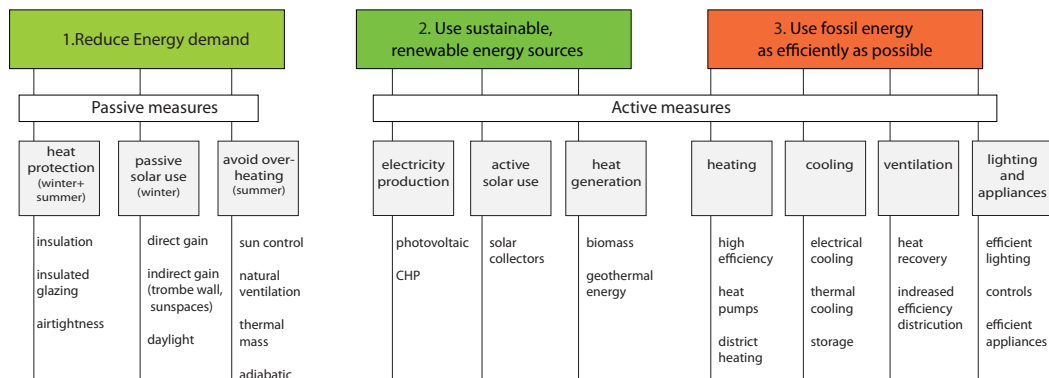 1.Reduce Energy demand
2. Use sustainable,
renewable energy sources
3. Use fossil energy
as efficiently as possible
Passive measures
Active measures
heat
protection
(winter+
summer)
passive
solar use
(winter)
avoid over-
heating
(summer)
electricity
production
active
solar use
heat
generation
heating
cooling
ventilation
lighting
and
appliances
insulation
insulated
glazing
airtightness
direct gain
indirect gain
(trombe wall,
sunspaces)
daylight
sun control
natural
ventilation
thermal
mass
adiabatic
photovoltaic
CHP
solar
collectors
biomass
geothermal
energy
high
efficiency
heat
pumps
district
heating
electrical
cooling
thermal
cooling
storage
heat
recovery
indreased
efficiency
districution
efficient
lighting
controls
efficient
appliances